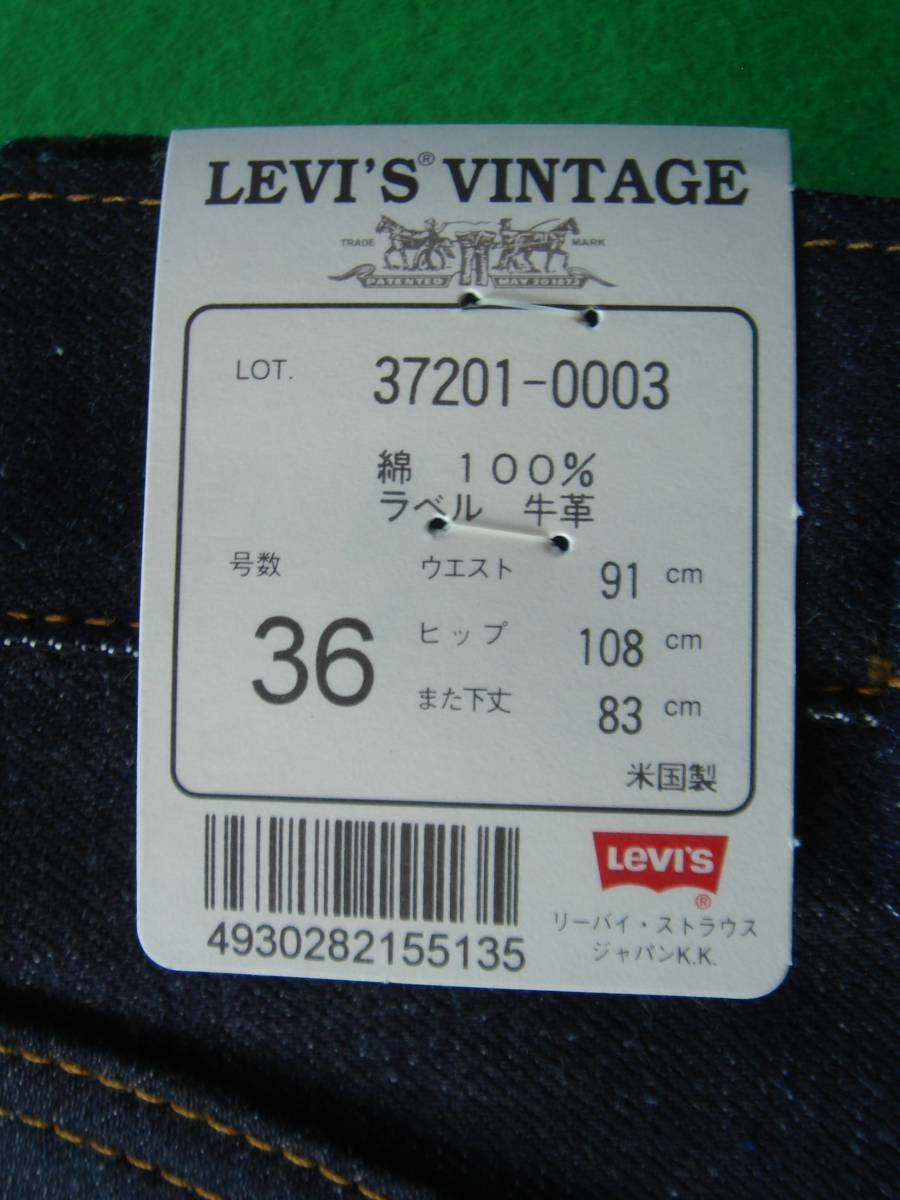 LEVI'S® VINTAGE
TRADE MARK
PATENTED MAY 20 1873
LOT. 37201-0003
綿 100%
ラベル 牛革
号数 36
ウエスト 91 cm
ヒップ 108 cm
また下丈 83 cm
米国製
4930282155135
LEVI'S ®
リーバイ・ストラウス
ジャパンK.K.